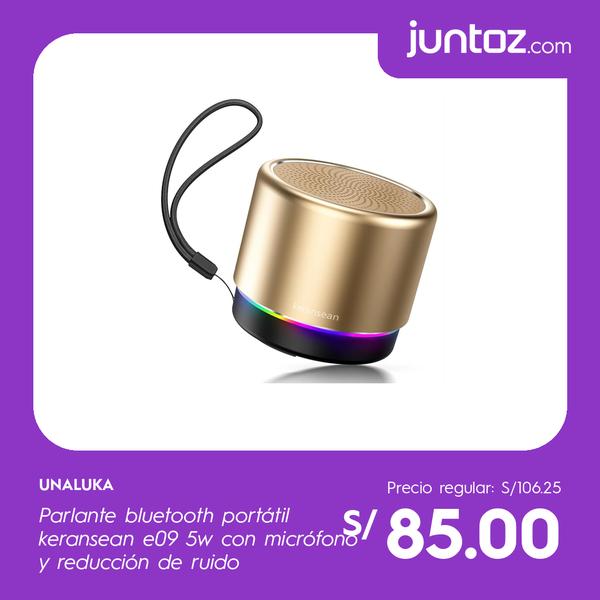 juntoz.com
keransean
UNALUKA
Parlante bluetooth portátil
keransean e09 5w con micrófono
y reducción de ruido
Precio regular: S/106.25
S/ 85.00